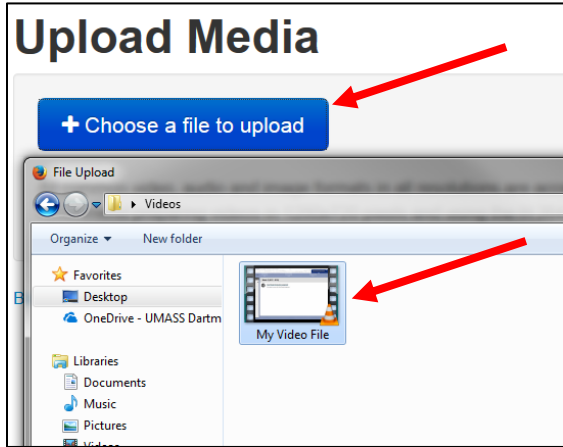 Upload Media
+ Choose a file to upload
File Upload
Videos
Organize
New folder
Favorites
Desktop
OneDrive - UMASS Dartm
Libraries
Documents
Music
Pictures
Videos
My Video File